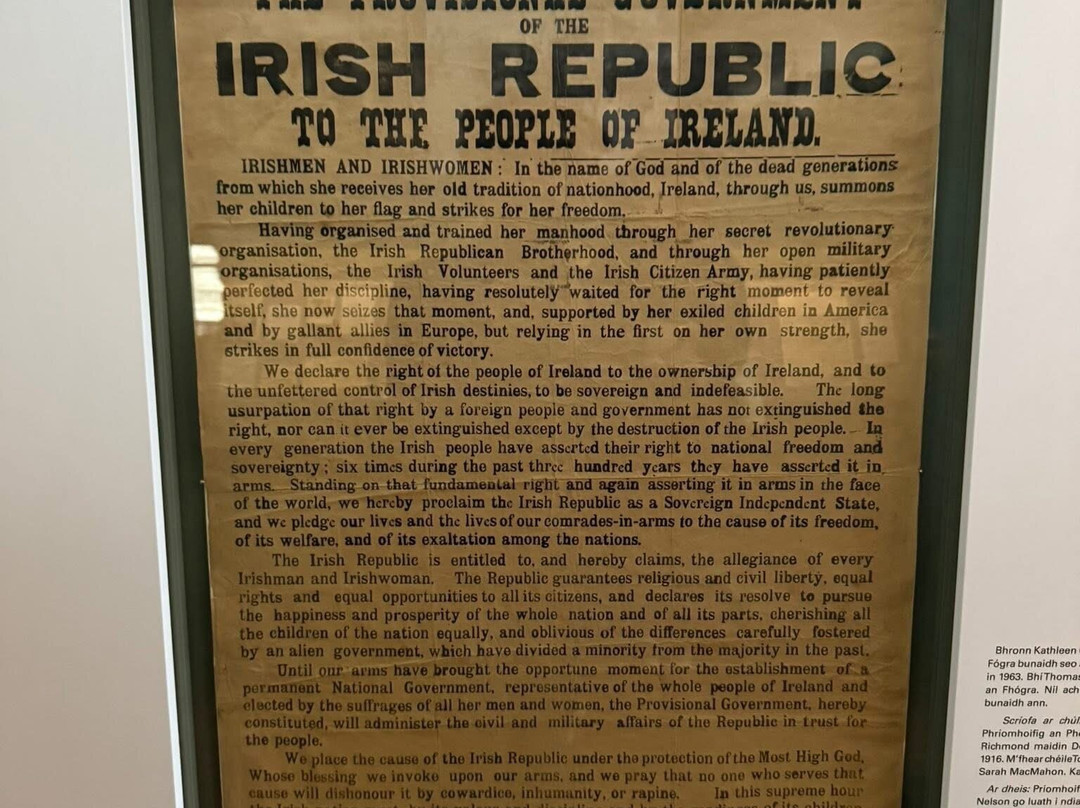 THE PROVISIONAL GOVERNMENT
OF THE
IRISH REPUBLIC
TO THE PEOPLE OF IRELAND.
IRISHMEN AND IRISHWOMEN : In the name of God and of the dead generations
from which she receives her old tradition of nationhood, Ireland, through us, summons
her children to her flag and strikes for her freedom.
Having organised and trained her manhood through her secret revolutionary
organisation, the Irish Republican Brotherhood, and through her open military
organisations, the Irish Volunteers and the Irish Citizen Army, having patiently
perfected her discipline, having resolutely waited for the right moment to reveal
itself, she now seizes that moment, and, supported by her exiled children in America
and by gallant allies in Europe, but relying in the first on her own strength, she
strikes in full confidence of victory.
We declare the right of the people of Ireland to the ownership of Ireland, and to
the unfettered control of Irish destinies, to be sovereign and indefeasible. The long
usurpation of that right by a foreign people and government has not extinguished the
right, nor can it ever be extinguished except by the destruction of the Irish people. In
every generation the Irish people have asserted their right to national freedom and
sovereignty ; six times during the past three hundred years they have asserted it in
arms. Standing on that fundamental right and again asserting it in arms in the face
of the world, we hereby proclaim the Irish Republic as a Sovereign Independent State,
and we pledge our lives and the lives of our comrades-in-arms to the cause of its freedom,
of its welfare, and of its exaltation among the nations.
The Irish Republic is entitled to, and hereby claims, the allegiance of every
Irishman and Irishwoman. The Republic guarantees religious and civil liberty, equal
rights and equal opportunities to all its citizens, and declares its resolve to pursue
the happiness and prosperity of the whole nation and of all its parts, cherishing all
the children of the nation equally, and oblivious of the differences carefully fostered
by an alien government, which have divided a minority from the majority in the past.
Until our arms have brought the opportune moment for the establishment of a
permanent National Government, representative of the whole people of Ireland and
elected by the suffrages of all her men and women, the Provisional Government, hereby
constituted, will administer the civil and military affairs of the Republic in trust for
the people.
We place the cause of the Irish Republic under the protection of the Most High God,
Whose blessing we invoke upon our arms, and we pray that no one who serves that
cause will dishonour it by cowardice, inhumanity, or rapine. In this supreme hour
Bhronn Kathleen
Fógra bunaidh seo
in 1963. Bhí Thomas
an Fhógra. Níl ach
bunaidh ann.
Scríofa ar chúl
Phríomhoifig an
Richmond maidin
1916. M'fhear chéile
Sarah MacMahon.
Ar dheis: Príomhoifi
Nelson go luath i